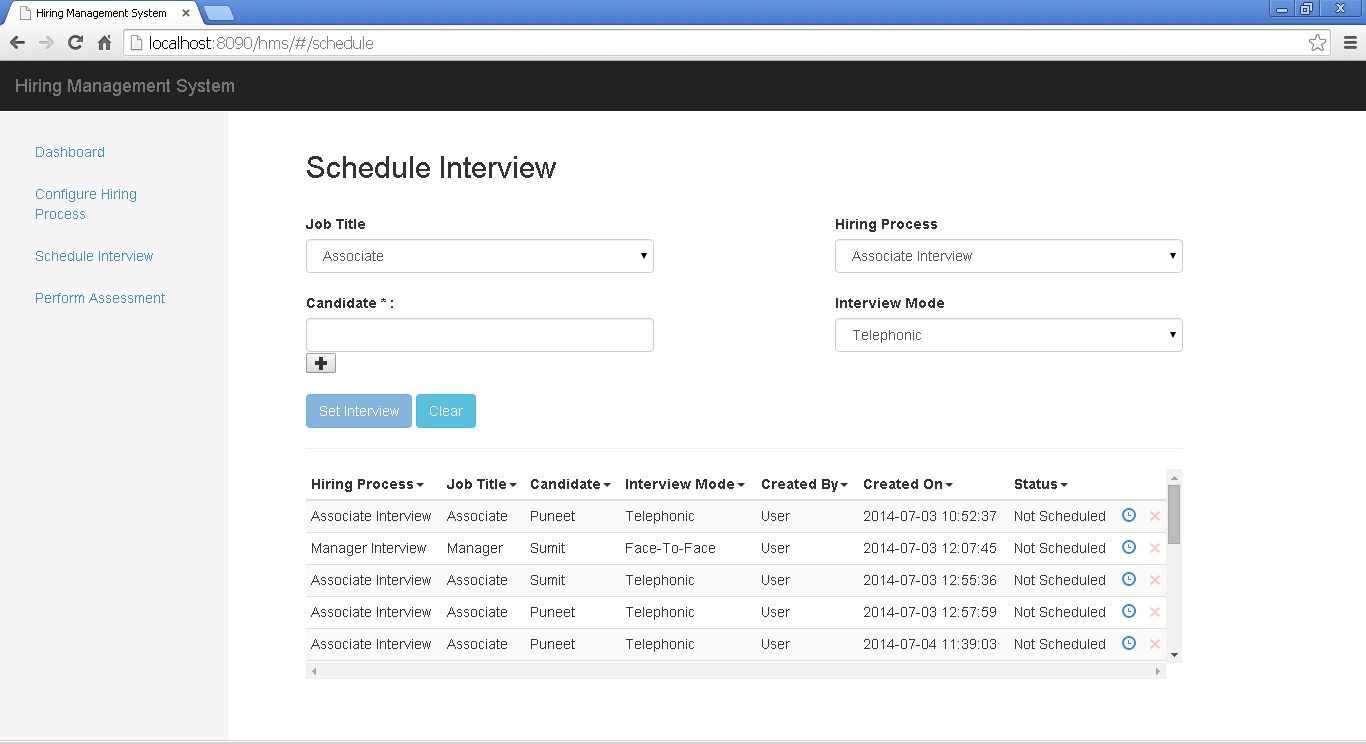 Hiring Management System
localhost:8090/hms/#/schedule
Hiring Management System
Dashboard
Configure Hiring
Process
Schedule Interview
Perform Assessment
Schedule Interview
Job Title Hiring Process
Associate Associate Interview
Candidate * : Interview Mode
Telephonic
Set Interview Clear
Hiring Process Job Title Candidate Interview Mode Created By Created On Status
Associate Interview Associate Puneet Telephonic User 2014-07-03 10:52:37 Not Scheduled
Manager Interview Manager Sumit Face-To-Face User 2014-07-03 12:07:45 Not Scheduled
Associate Interview Associate Sumit Telephonic User 2014-07-03 12:55:36 Not Scheduled
Associate Interview Associate Puneet Telephonic User 2014-07-03 12:57:59 Not Scheduled
Associate Interview Associate Puneet Telephonic User 2014-07-04 11:39:03 Not Scheduled